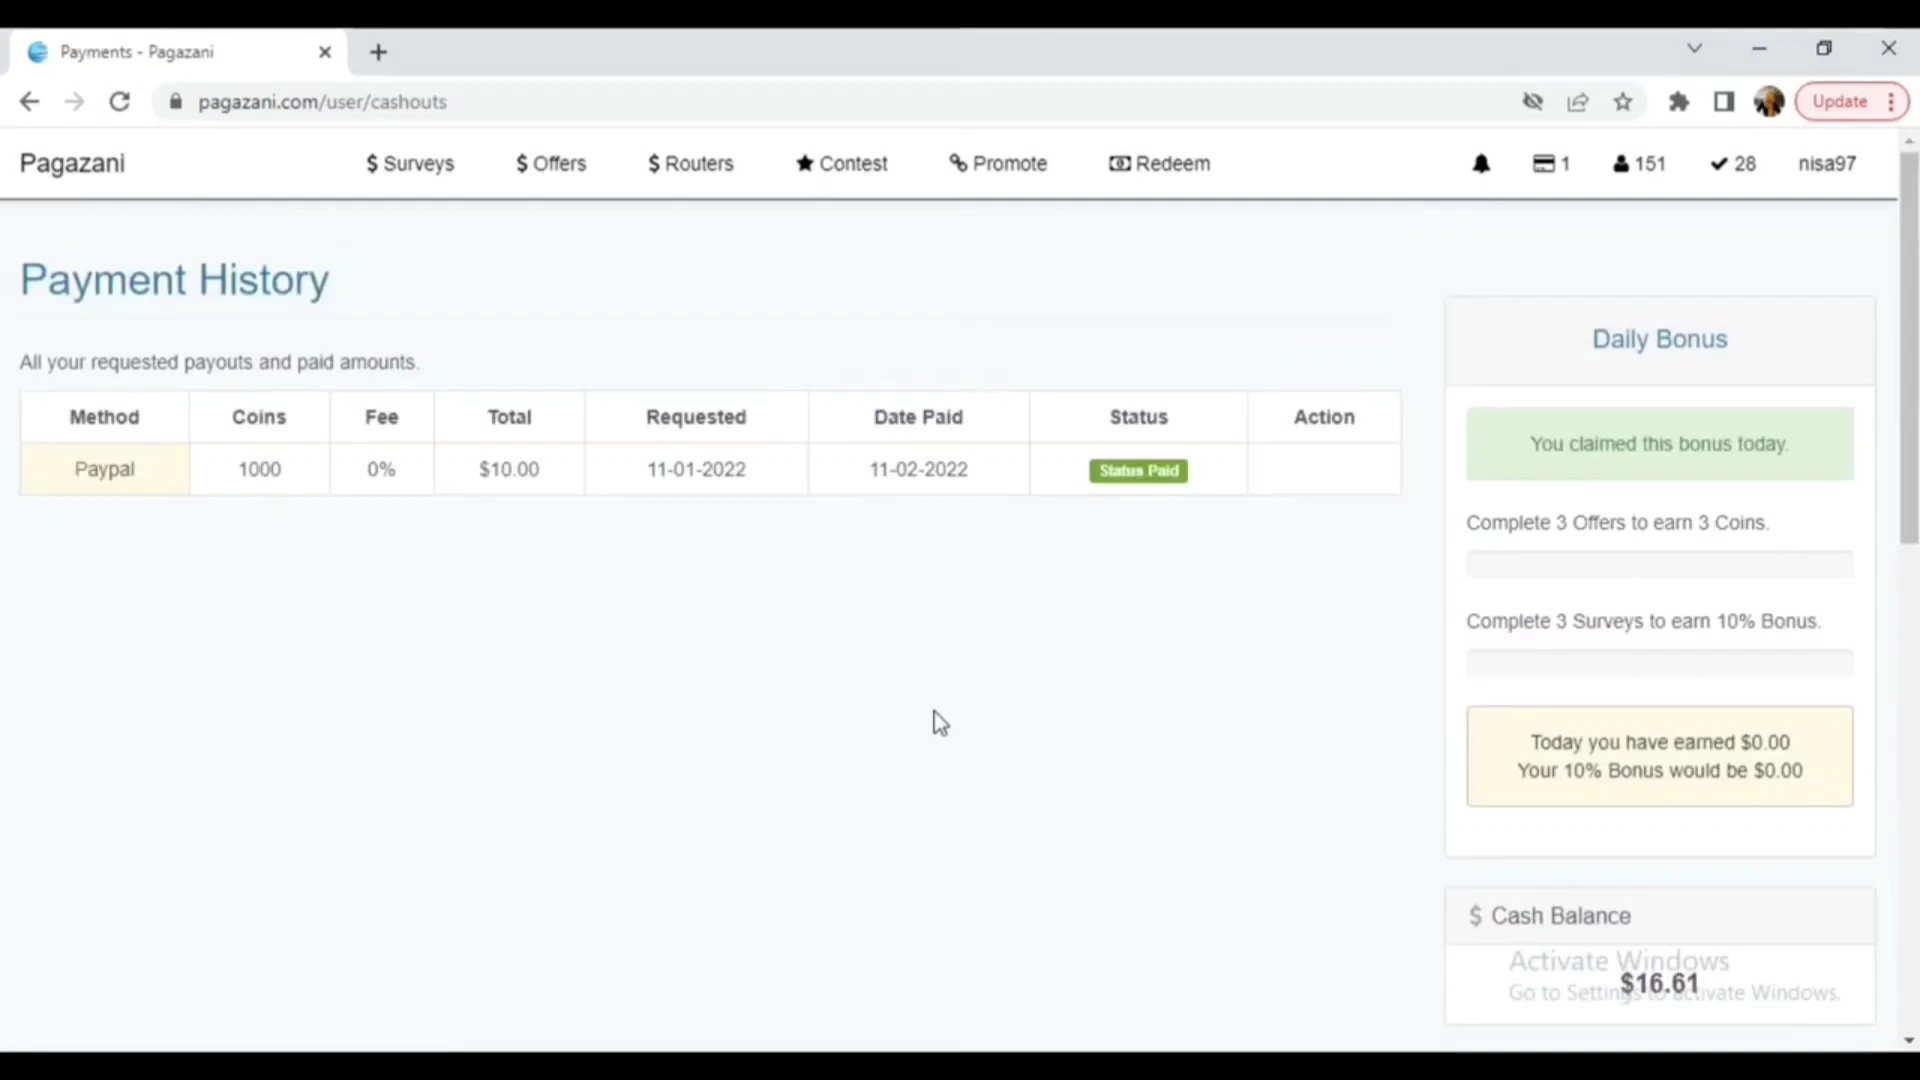 Payments - Pagazani
pagazani.com/user/cashouts
Update
Pagazani
$ Surveys
$ Offers
$ Routers
Contest
Promote
Redeem
1
151
28
nisa97
Payment History
All your requested payouts and paid amounts.
Method Coins Fee Total Requested Date Paid Status Action
Paypal 1000 0% $10.00 11-01-2022 11-02-2022 Status Paid
Daily Bonus
You claimed this bonus today.
Complete 3 Offers to earn 3 Coins.
Complete 3 Surveys to earn 10% Bonus.
Today you have earned $0.00
Your 10% Bonus would be $0.00
$ Cash Balance
Activate Windows
$16.61
Go to Settings to activate Windows.